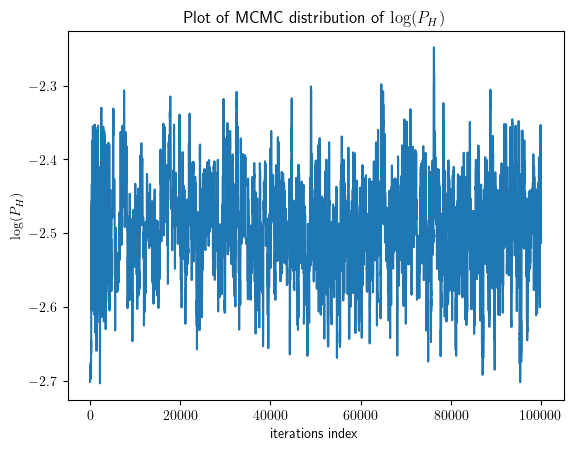 Plot of MCMC distribution of log(P_H)
log(P_H)
−2.3
−2.4
−2.5
−2.6
−2.7
0 20000 40000 60000 80000 100000
iterations index